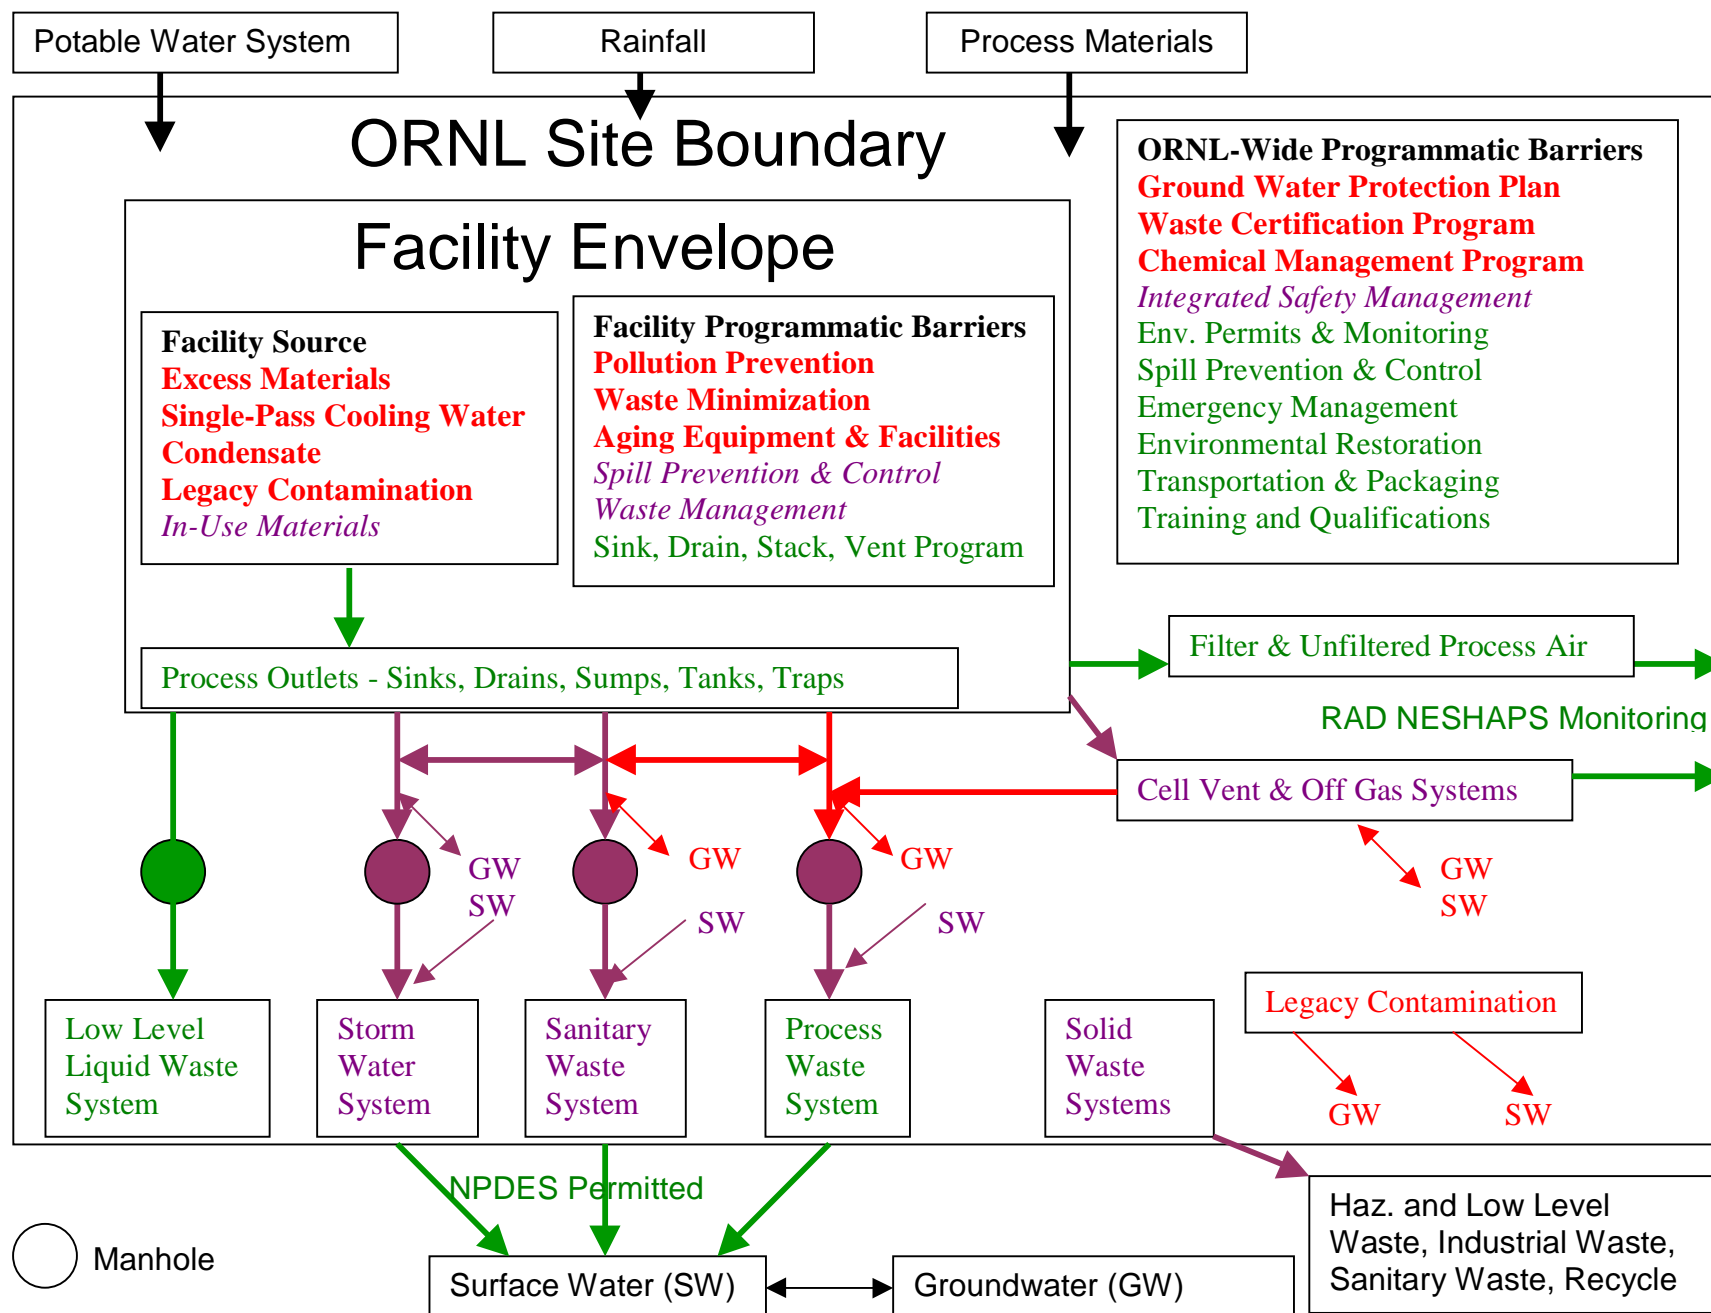 Potable Water System
Rainfall
Process Materials
ORNL Site Boundary
ORNL-Wide Programmatic Barriers
Ground Water Protection Plan
Waste Certification Program
Chemical Management Program
Integrated Safety Management
Env. Permits & Monitoring
Spill Prevention & Control
Emergency Management
Environmental Restoration
Transportation & Packaging
Training and Qualifications
Facility Envelope
Facility Source
Excess Materials
Single-Pass Cooling Water
Condensate
Legacy Contamination
In-Use Materials
Facility Programmatic Barriers
Pollution Prevention
Waste Minimization
Aging Equipment & Facilities
Spill Prevention & Control
Waste Management
Sink, Drain, Stack, Vent Program
Process Outlets - Sinks, Drains, Sumps, Tanks, Traps
Filter & Unfiltered Process Air
RAD NESHAPS Monitoring
Cell Vent & Off Gas Systems
GW
SW
GW
SW
GW
SW
GW
SW
Low Level
Liquid Waste
System
Storm
Water
System
Sanitary
Waste
System
Process
Waste
System
Solid
Waste
Systems
Legacy Contamination
GW
SW
NPDES Permitted
Manhole
Surface Water (SW)
Groundwater (GW)
Haz. and Low Level
Waste, Industrial Waste,
Sanitary Waste, Recycle